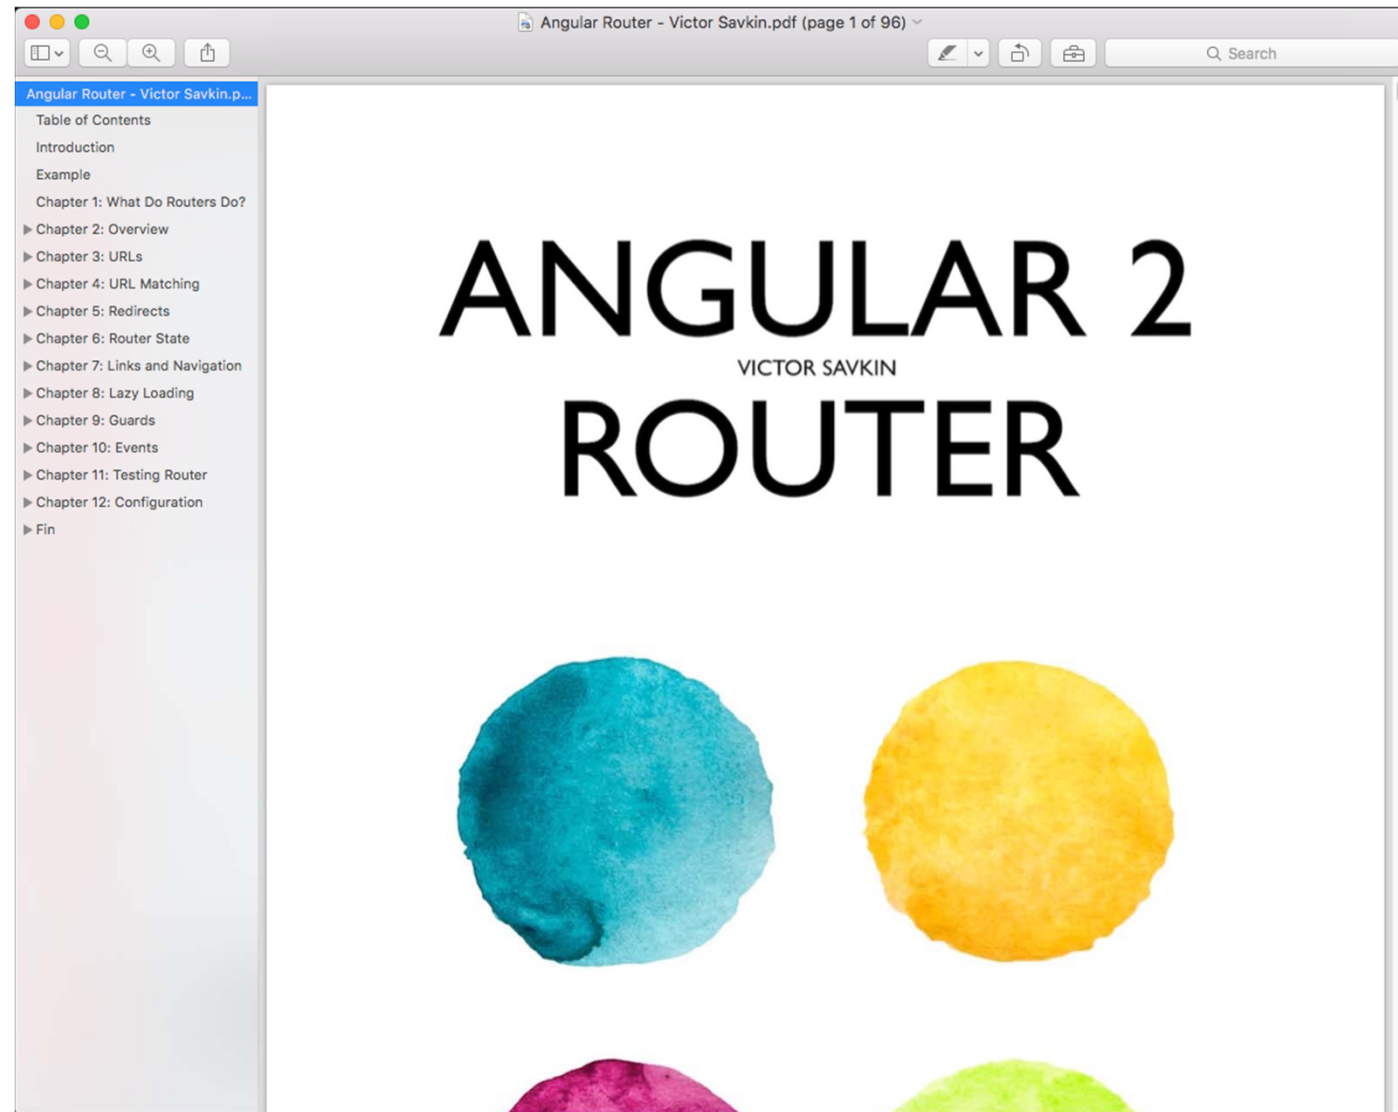 Angular Router - Victor Savkin.pdf (page 1 of 96)
Search
Angular Router - Victor Savkin.p...
Table of Contents
Introduction
Example
Chapter 1: What Do Routers Do?
Chapter 2: Overview
Chapter 3: URLs
Chapter 4: URL Matching
Chapter 5: Redirects
Chapter 6: Router State
Chapter 7: Links and Navigation
Chapter 8: Lazy Loading
Chapter 9: Guards
Chapter 10: Events
Chapter 11: Testing Router
Chapter 12: Configuration
Fin
ANGULAR 2
VICTOR SAVKIN
ROUTER